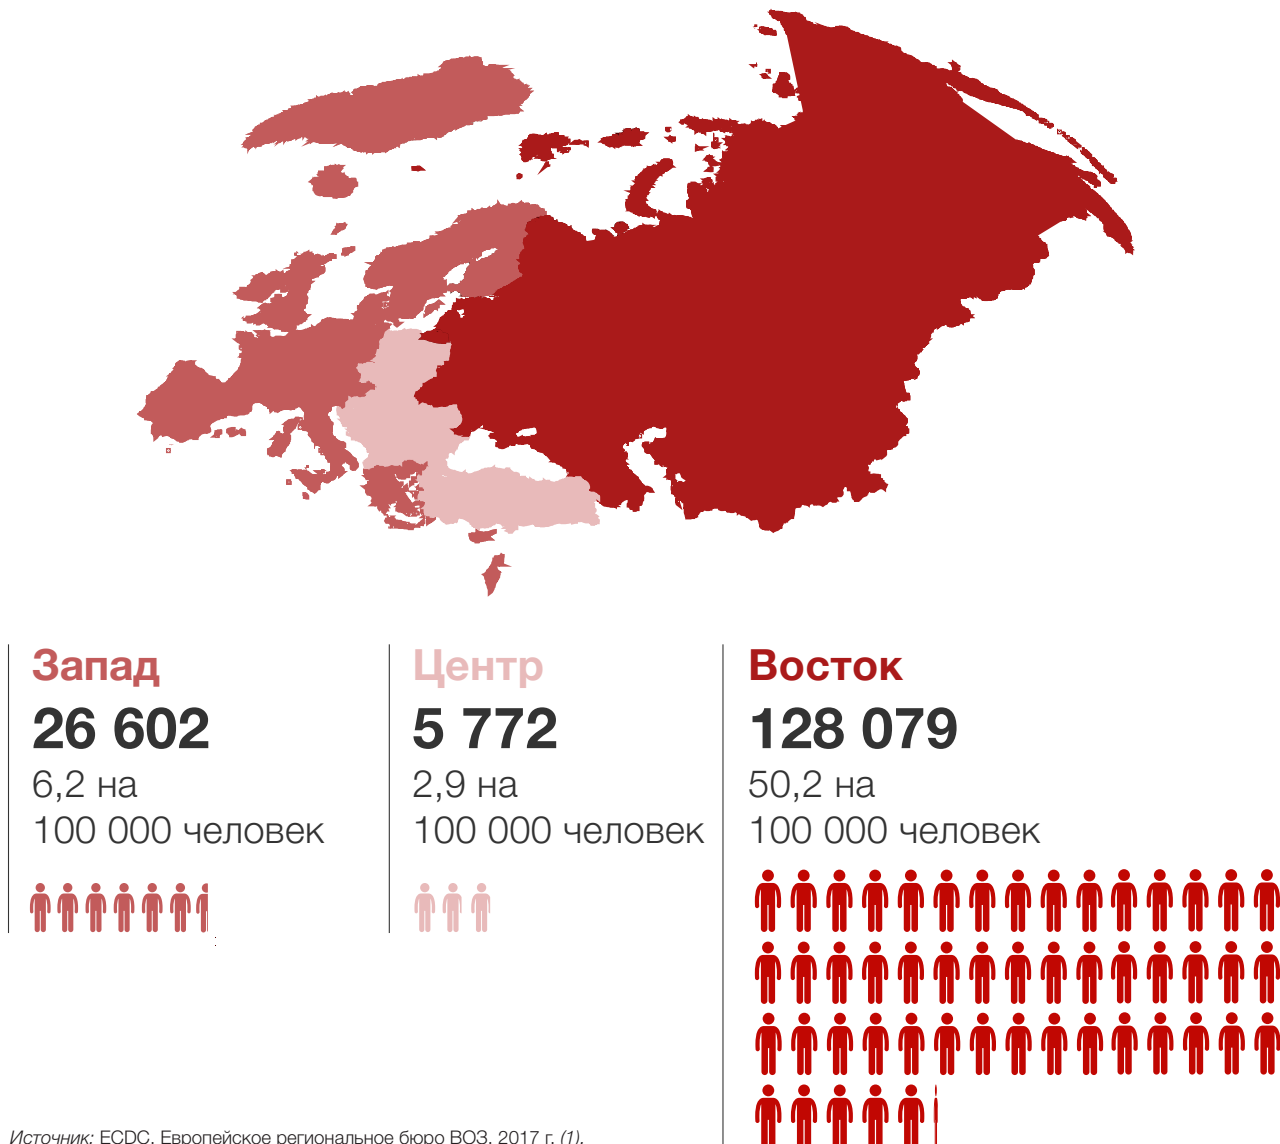 Запад
26 602
6,2 на
100 000 человек
Центр
5 772
2,9 на
100 000 человек
Восток
128 079
50,2 на
100 000 человек
Источник: ECDC, Европейское региональное бюро ВОЗ, 2017 г. (1).